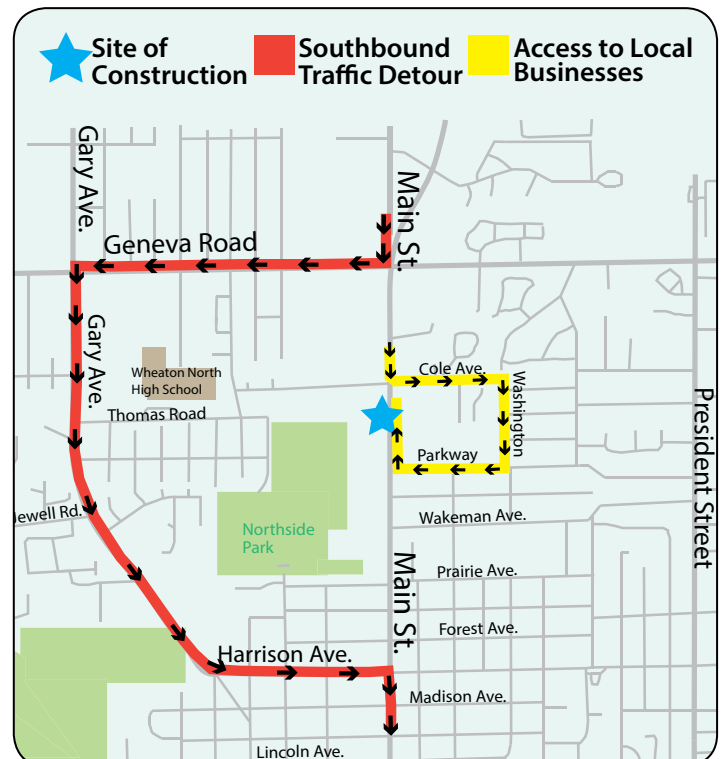 Site of
Construction
Southbound
Traffic Detour
Access to Local
Businesses
Gary Ave.
Main St.
Geneva Road
Gary Ave.
Wheaton North
High School
Thomas Road
Cole Ave.
Washington
President Street
Parkway
Jewell Rd.
Wakeman Ave.
Northside
Park
Main St.
Prairie Ave.
Forest Ave.
Harrison Ave.
Madison Ave.
Lincoln Ave.